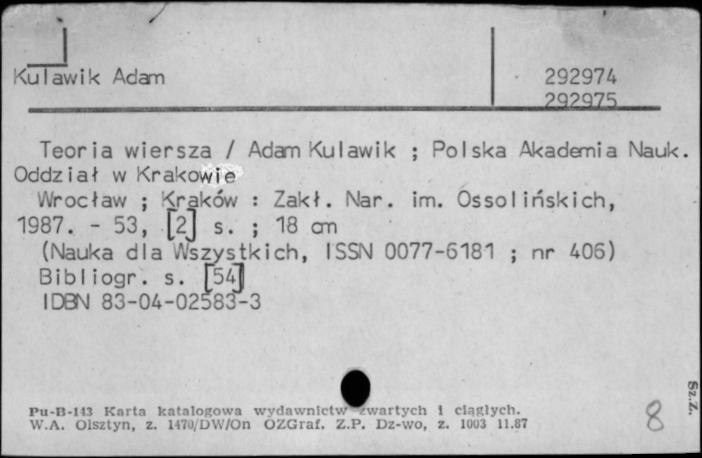 Kulawik Adam 292974
292975
Teoria wiersza / Adam Kulawik ; Polska Akademia Nauk.
Oddział w Krakowie
Wrocław ; Kraków : Zakł. Nar. im. Ossolińskich,
1987. - 53, [2] s. ; 18 cm
(Nauka dla Wszystkich, ISSN 0077-6181 ; nr 406)
Bibliogr. s. [54]
IDBN 83-04-02583-3
Pu-B-143 Karta katalogowa wydawnictw zwartych i ciągłych.
W.A. Olsztyn, z. 1470/DW/On OZGraf. Z.P. Dz-wo, z. 1003 11.87
8
Sz.Z.